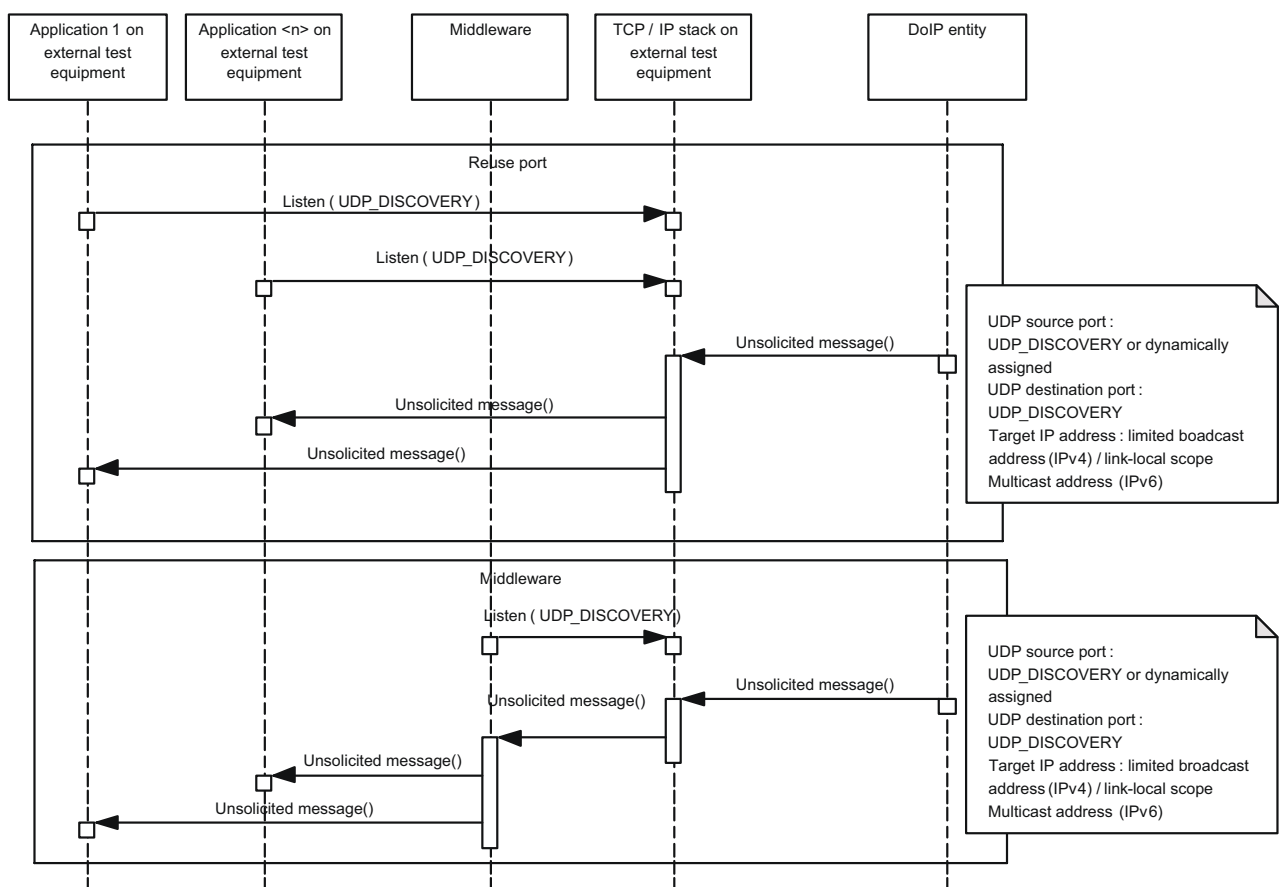 Application 1 on
external test
equipment
Application <n> on
external test
equipment
Middleware
TCP / IP stack on
external test
equipment
DoIP entity
Reuse port
Listen ( UDP_DISCOVERY )
Listen ( UDP_DISCOVERY )
Unsolicited message()
Unsolicited message()
Unsolicited message()
UDP source port :
UDP_DISCOVERY or dynamically
assigned
UDP destination port :
UDP_DISCOVERY
Target IP address : limited boadcast
address (IPv4) / link-local scope
Multicast address (IPv6)
Middleware
Listen ( UDP_DISCOVERY )
Unsolicited message()
Unsolicited message()
Unsolicited message()
Unsolicited message()
UDP source port :
UDP_DISCOVERY or dynamically
assigned
UDP destination port :
UDP_DISCOVERY
Target IP address : limited broadcast
address (IPv4) / link-local scope
Multicast address (IPv6)